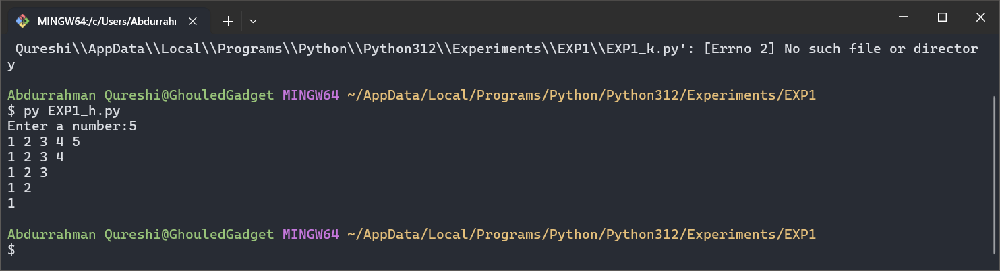 MINGW64:/c/Users/Abdurrahr
Qureshi\\AppData\\Local\\Programs\\Python\\Python312\\Experiments\\EXP1\\EXP1_k.py': [Errno 2] No such file or director
y
Abdurrahman Qureshi@GhouledGadget MINGW64 ~/AppData/Local/Programs/Python/Python312/Experiments/EXP1
$ py EXP1_h.py
Enter a number:5
1 2 3 4 5
1 2 3 4
1 2 3
1 2
1
Abdurrahman Qureshi@GhouledGadget MINGW64 ~/AppData/Local/Programs/Python/Python312/Experiments/EXP1
$